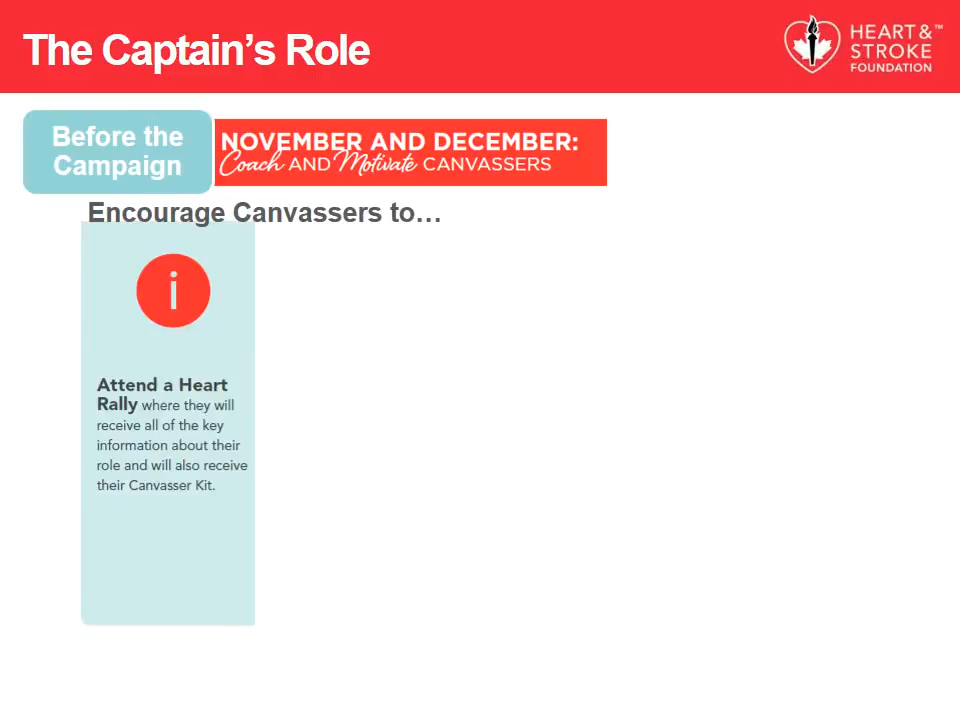 The Captain's Role
HEART &™
STROKE
FOUNDATION
Before the
Campaign
NOVEMBER AND DECEMBER:
Coach AND Motivate CANVASSERS
Encourage Canvassers to…
i
Attend a Heart
Rally where they will
receive all of the key
information about their
role and will also receive
their Canvasser Kit.